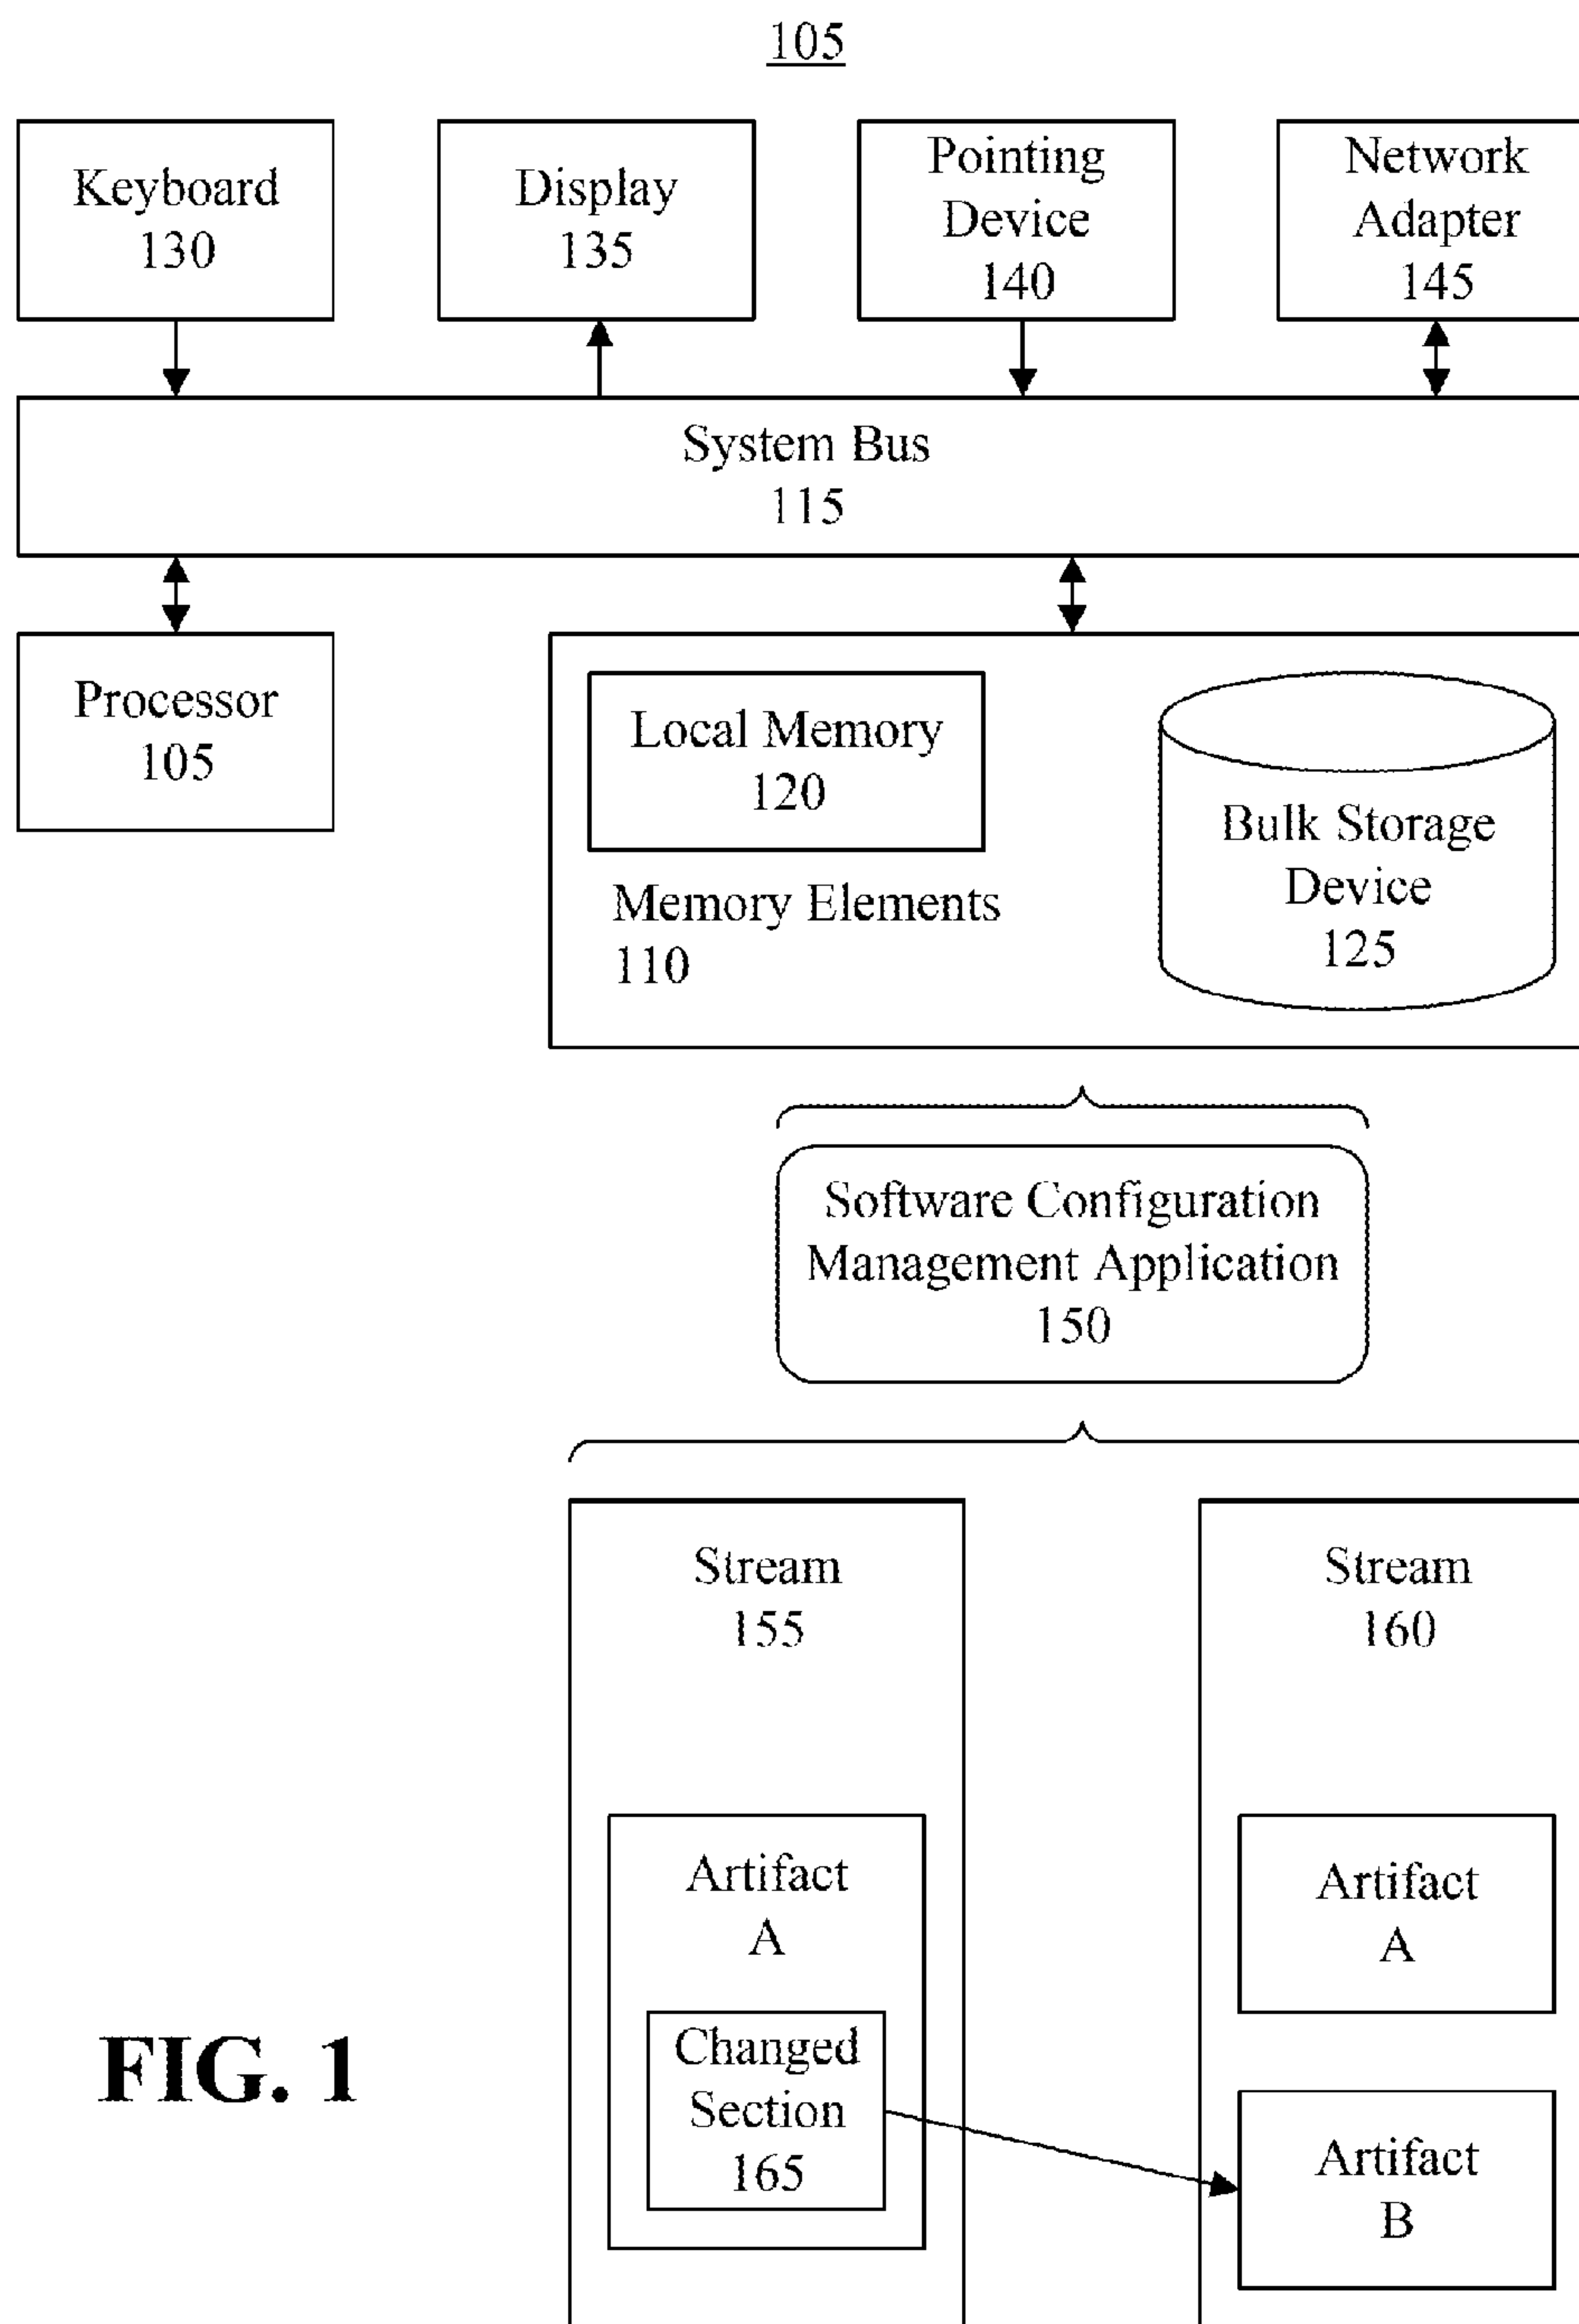 105
Keyboard
130
Display
135
Pointing
Device
140
Network
Adapter
145
System Bus
115
Processor
105
Local Memory
120
Memory Elements
110
Bulk Storage
Device
125
Software Configuration
Management Application
150
Stream
155
Stream
160
Artifact
A
Changed
Section
165
Artifact
A
Artifact
B
FIG. 1